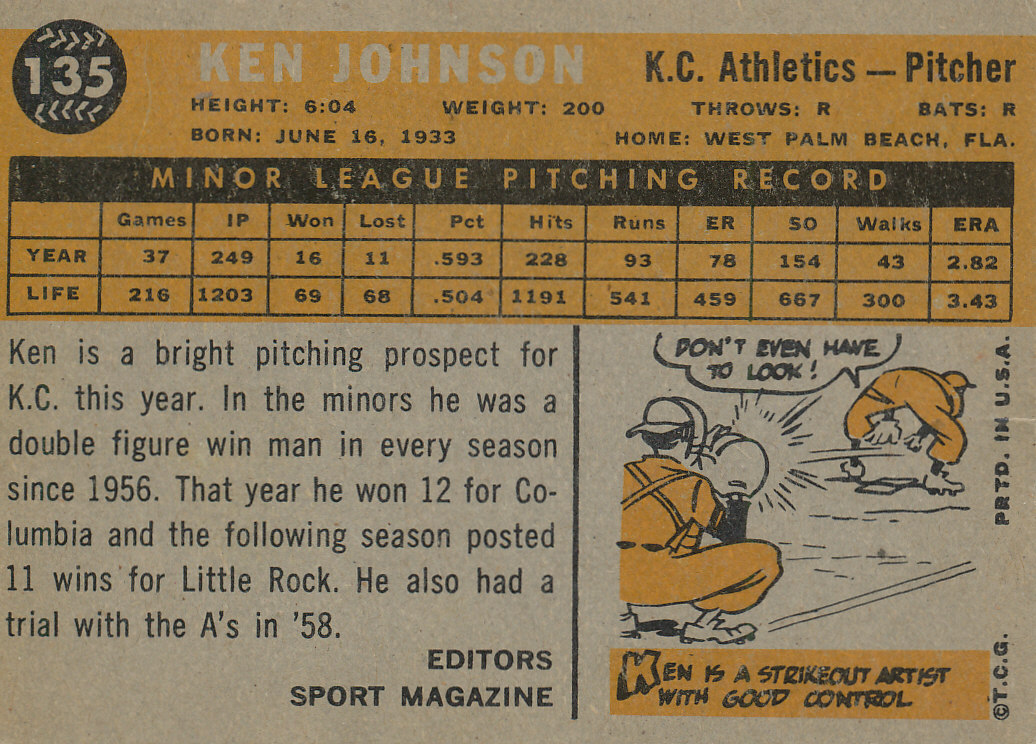 135
KEN JOHNSON
K.C. Athletics — Pitcher
HEIGHT: 6:04 WEIGHT: 200 THROWS: R BATS: R
BORN: JUNE 16, 1933 HOME: WEST PALM BEACH, FLA.
MINOR LEAGUE PITCHING RECORD
Games IP Won Lost Pct Hits Runs ER SO Walks ERA
YEAR 37 249 16 11 .593 228 93 78 154 43 2.82
LIFE 216 1203 69 68 .504 1191 541 459 667 300 3.43
Ken is a bright pitching prospect for
K.C. this year. In the minors he was a
double figure win man in every season
since 1956. That year he won 12 for Co-
lumbia and the following season posted
11 wins for Little Rock. He also had a
trial with the A's in '58.
EDITORS
SPORT MAGAZINE
DON'T EVEN HAVE
TO LOOK!
KEN IS A STRIKEOUT ARTIST
WITH GOOD CONTROL
PRTD. IN U.S.A.
©T.C.G.